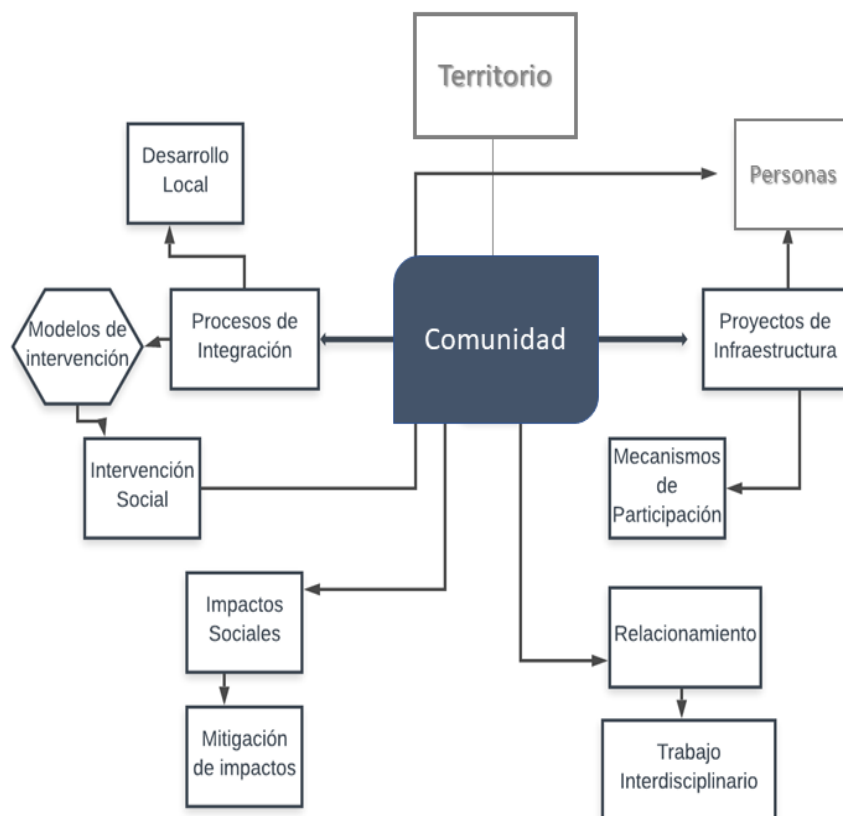 Territorio
Desarrollo
Local
Personas
Modelos de
intervención
Procesos de
Integración
Comunidad
Proyectos de
Infraestructura
Intervención
Social
Mecanismos
de
Participación
Impactos
Sociales
Relacionamiento
Mitigación
de impactos
Trabajo
Interdisciplinario